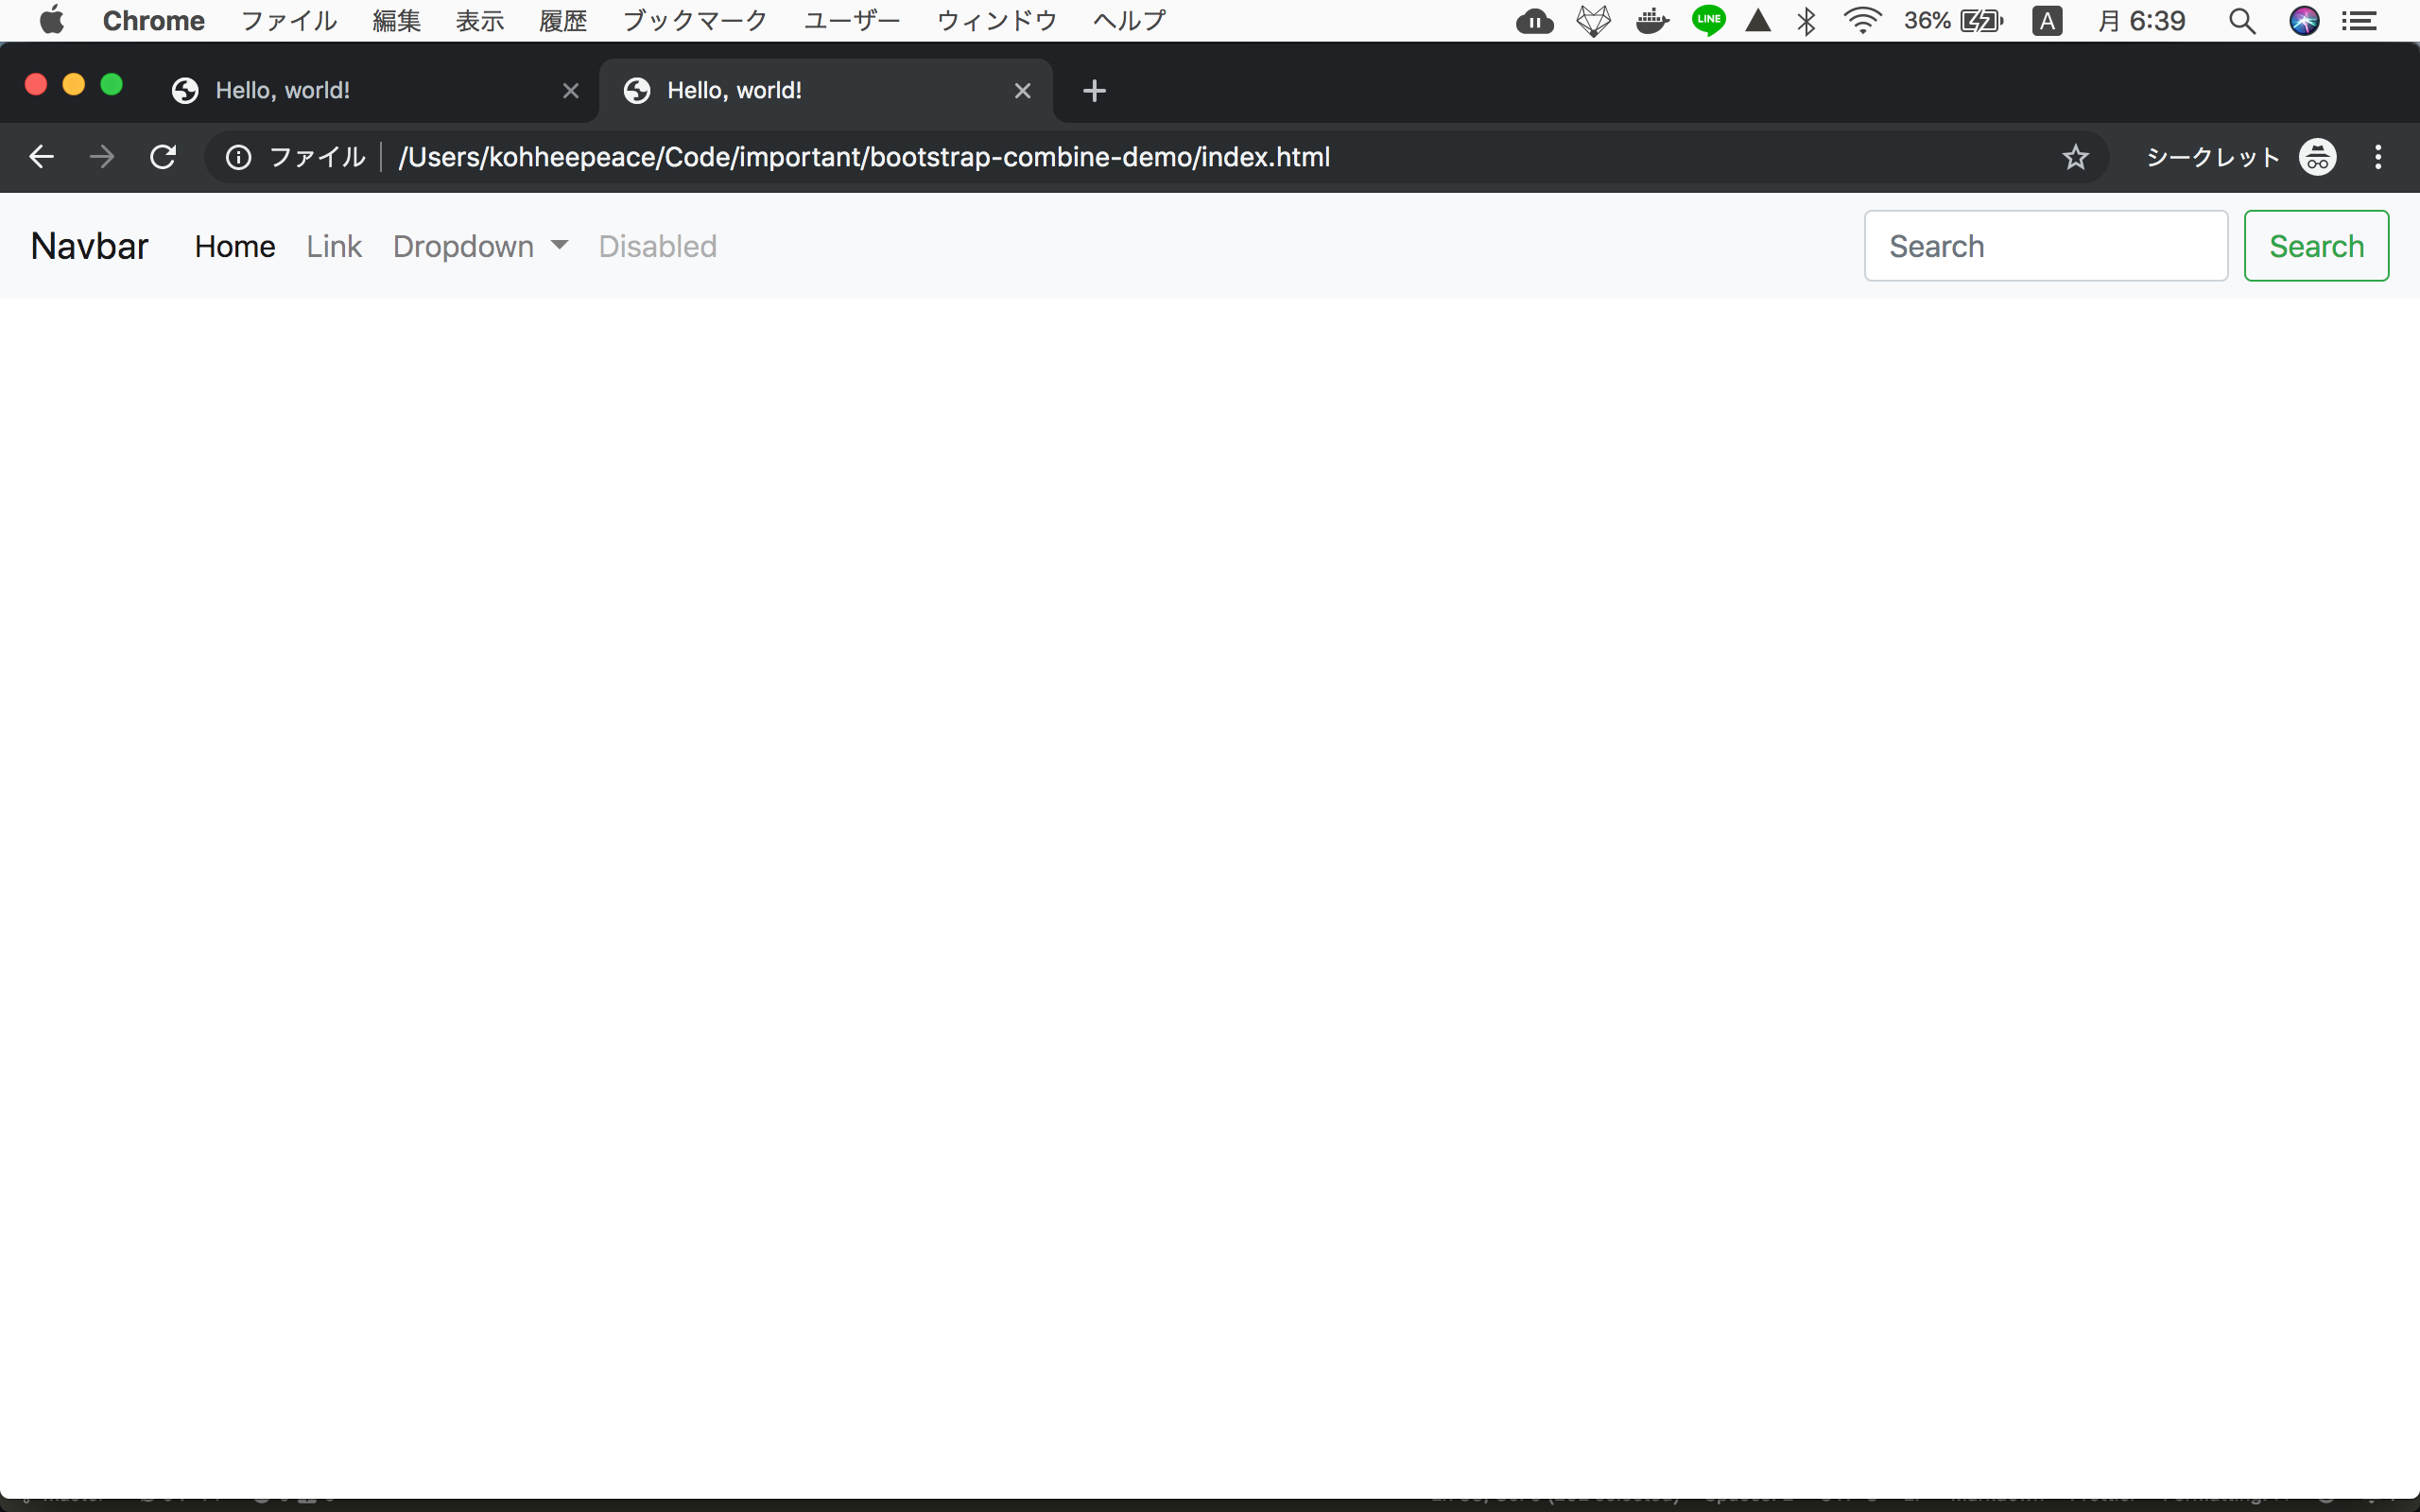 Chrome ファイル 編集 表示 履歴 ブックマーク ユーザー ウィンドウ ヘルプ LINE 36% A 月 6:39
Hello, world! Hello, world!
ファイル /Users/kohheepeace/Code/important/bootstrap-combine-demo/index.html シークレット
Navbar Home Link Dropdown Disabled Search Search